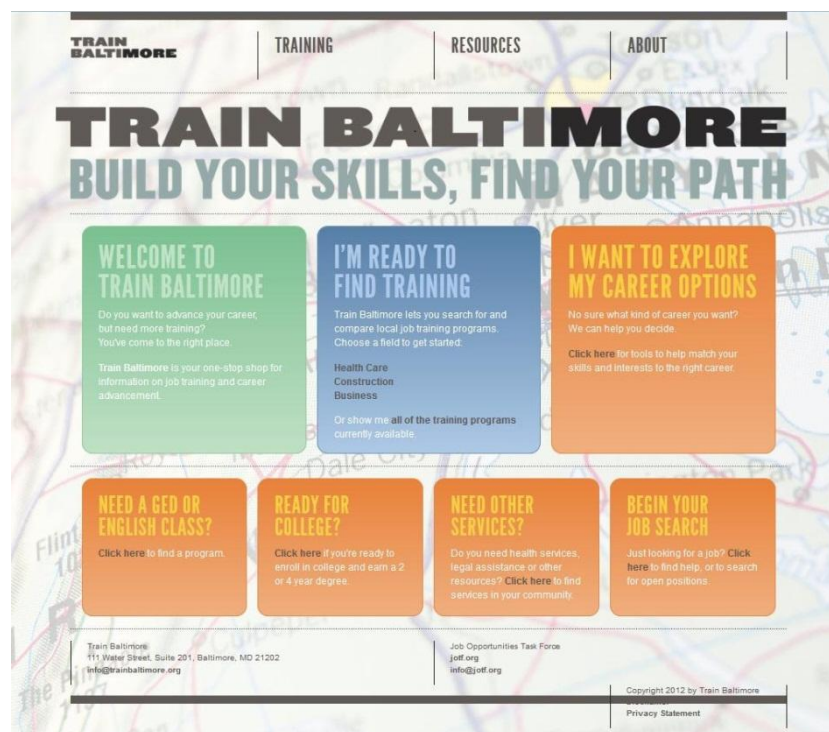 TRAIN
BALTIMORE
TRAINING
RESOURCES
ABOUT
TRAIN BALTIMORE
BUILD YOUR SKILLS, FIND YOUR PATH
WELCOME TO
TRAIN BALTIMORE
Do you want to advance your career,
but need more training?
You've come to the right place.
Train Baltimore is your one-stop shop for
information on job training and career
advancement.
I'M READY TO
FIND TRAINING
Train Baltimore lets you search for and
compare local job training programs.
Choose a field to get started:
Health Care
Construction
Business
Or show me all of the training programs
currently available.
I WANT TO EXPLORE
MY CAREER OPTIONS
No sure what kind of career you want?
We can help you decide.
Click here for tools to help match your
skills and interests to the right career.
NEED A GED OR
ENGLISH CLASS?
Click here to find a program.
READY FOR
COLLEGE?
Click here if you're ready to
enroll in college and earn a 2
or 4 year degree.
NEED OTHER
SERVICES?
Do you need health services,
legal assistance or other
resources? Click here to find
services in your community.
BEGIN YOUR
JOB SEARCH
Just looking for a job? Click
here to find help, or to search
for open positions.
Train Baltimore
111 Water Street, Suite 201, Baltimore, MD 21202
info@trainbaltimore.org
Job Opportunities Task Force
jotf.org
info@jotf.org
Copyright 2012 by Train Baltimore
Privacy Statement
Essex
Dundalk
Silver
Annapolis
Dale City
Flint
Culpeper
The